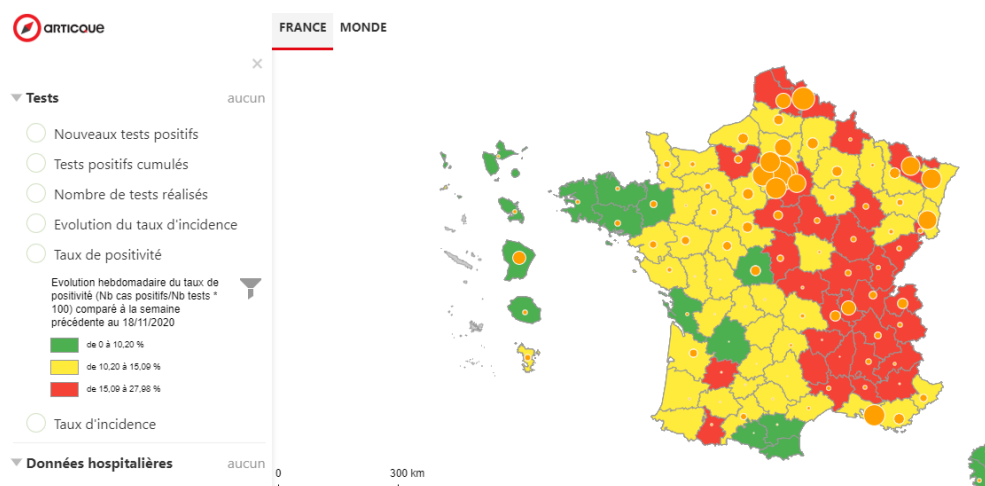 ARTICQUE
FRANCE MONDE
×
Tests aucun
Nouveaux tests positifs
Tests positifs cumulés
Nombre de tests réalisés
Evolution du taux d'incidence
Taux de positivité
Evolution hebdomadaire du taux de
positivité (Nb cas positifs/Nb tests *
100) comparé à la semaine
précédente au 18/11/2020
de 0 à 10,20 %
de 10,20 à 15,09 %
de 15,09 à 27,98 %
Taux d'incidence
Données hospitalières aucun
0 300 km